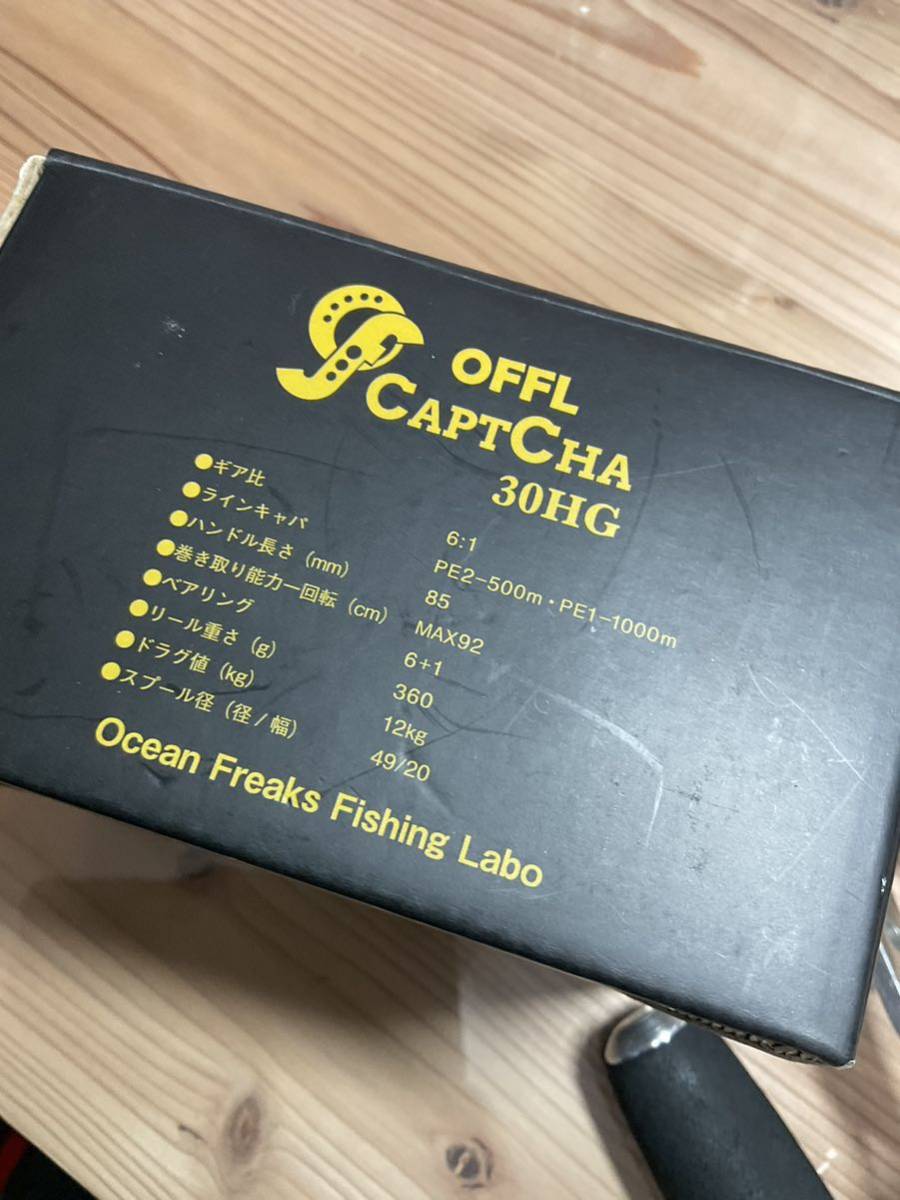 OFFL
CAPTCHA
30HG
●ギア比 6:1
●ラインキャパ PE2-500m・PE1-1000m
●ハンドル長さ（mm） 85
●巻き取り能力一回転（cm） MAX92
●ベアリング 6+1
●リール重さ（g） 360
●ドラグ値（kg） 12kg
●スプール径（径/幅） 49/20
Ocean Freaks Fishing Labo